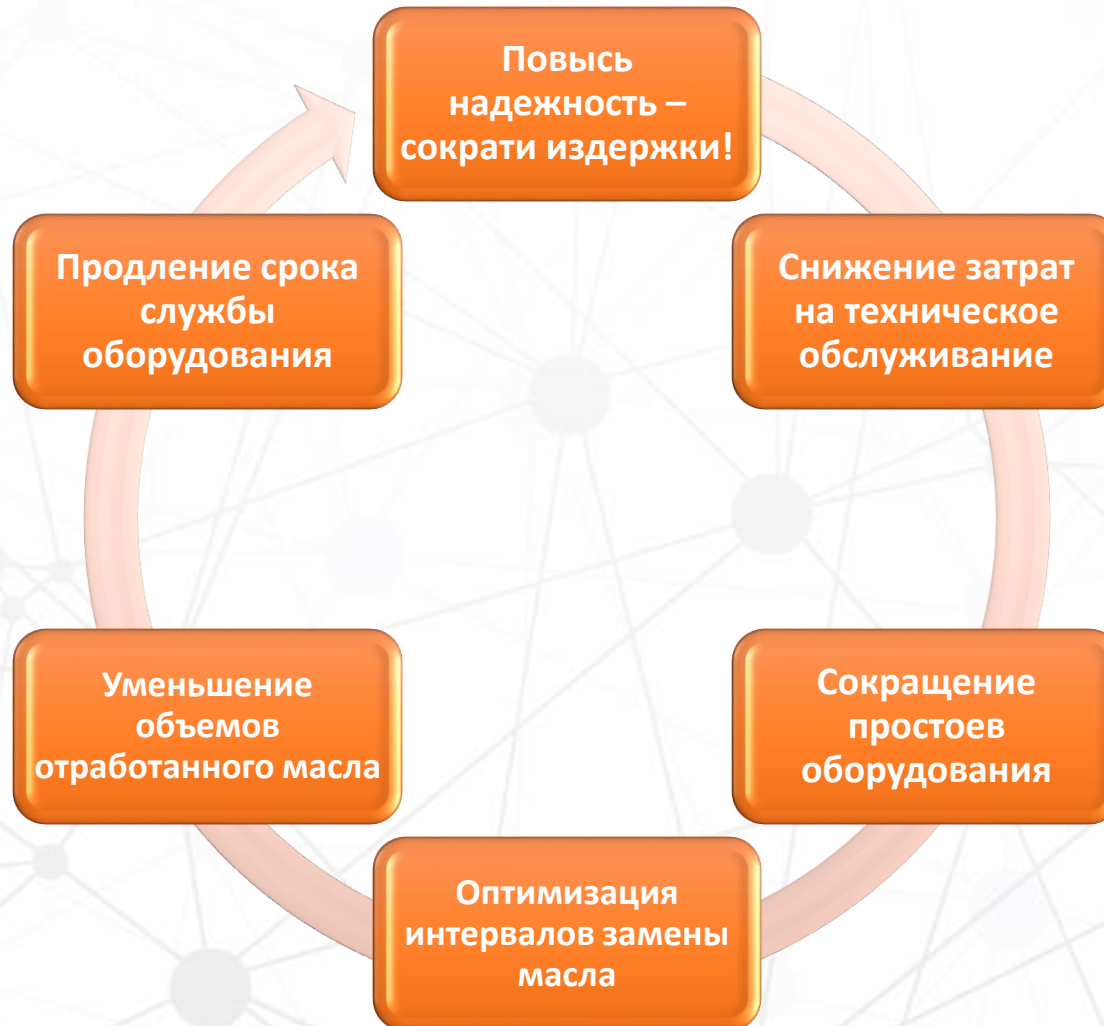 Повысь
надежность –
сократи издержки!
Снижение затрат
на техническое
обслуживание
Сокращение
простоев
оборудования
Оптимизация
интервалов замены
масла
Уменьшение
объемов
отработанного масла
Продление срока
службы
оборудования